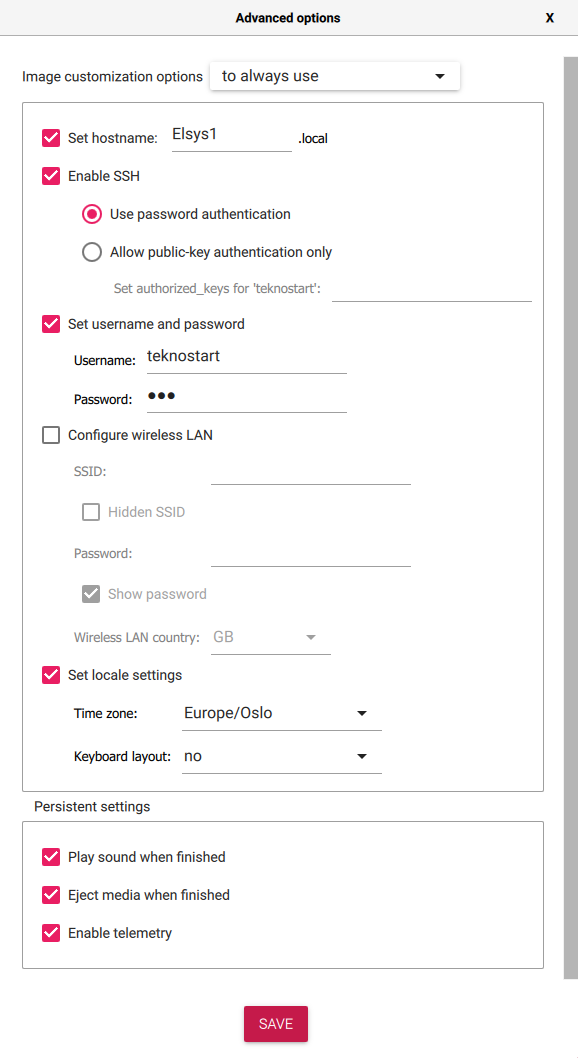 Advanced options X
Image customization options to always use
Set hostname: Elsys1 .local
Enable SSH
Use password authentication
Allow public-key authentication only
Set authorized_keys for 'teknostart':
Set username and password
Username: teknostart
Password: •••
Configure wireless LAN
SSID:
Hidden SSID
Password:
Show password
Wireless LAN country: GB
Set locale settings
Time zone: Europe/Oslo
Keyboard layout: no
Persistent settings
Play sound when finished
Eject media when finished
Enable telemetry
SAVE